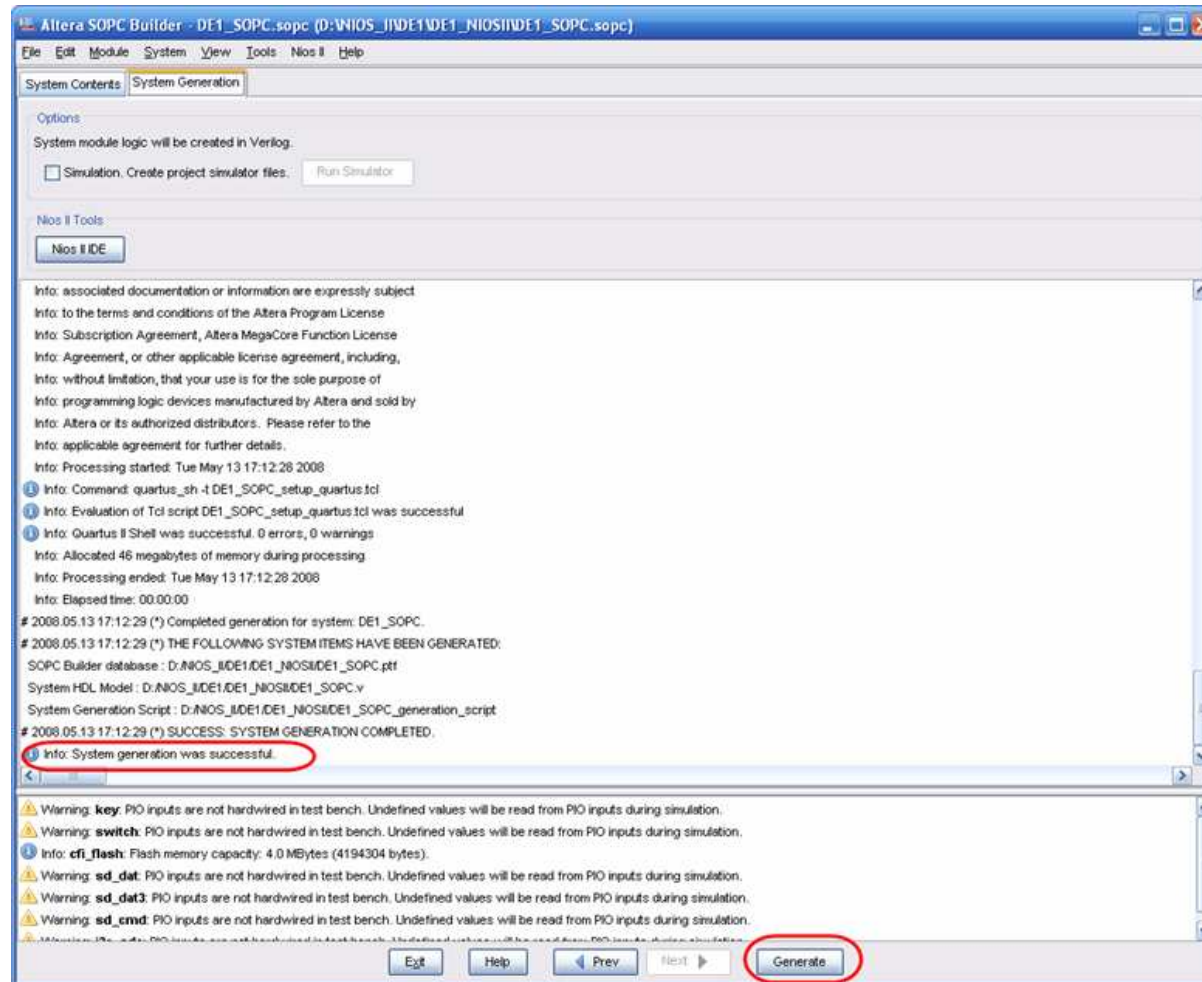 Altera SOPC Builder - DE1_SOPC.sopc (D:\NIOS_II\DE1\DE1_NIOSII\DE1_SOPC.sopc)
File Edit Module System View Tools Nios II Help
System Contents System Generation
Options
System module logic will be created in Verilog.
Simulation. Create project simulator files. Run Simulator
Nios II Tools
Nios II IDE
Info: associated documentation or information are expressly subject
Info: to the terms and conditions of the Altera Program License
Info: Subscription Agreement, Altera MegaCore Function License
Info: Agreement, or other applicable license agreement, including,
Info: without limitation, that your use is for the sole purpose of
Info: programming logic devices manufactured by Altera and sold by
Info: Altera or its authorized distributors. Please refer to the
Info: applicable agreement for further details.
Info: Processing started: Tue May 13 17:12:28 2008
Info: Command: quartus_sh -t DE1_SOPC_setup_quartus.tcl
Info: Evaluation of Tcl script DE1_SOPC_setup_quartus.tcl was successful
Info: Quartus II Shell was successful. 0 errors, 0 warnings
Info: Allocated 46 megabytes of memory during processing
Info: Processing ended: Tue May 13 17:12:28 2008
Info: Elapsed time: 00:00:00
# 2008.05.13 17:12:29 (*) Completed generation for system: DE1_SOPC.
# 2008.05.13 17:12:29 (*) THE FOLLOWING SYSTEM ITEMS HAVE BEEN GENERATED:
SOPC Builder database : D:/NIOS_II/DE1/DE1_NIOSII/DE1_SOPC.ptf
System HDL Model : D:/NIOS_II/DE1/DE1_NIOSII/DE1_SOPC.v
System Generation Script : D:/NIOS_II/DE1/DE1_NIOSII/DE1_SOPC_generation_script
# 2008.05.13 17:12:29 (*) SUCCESS: SYSTEM GENERATION COMPLETED.
Info: System generation was successful.
Warning: key: PIO inputs are not hardwired in test bench. Undefined values will be read from PIO inputs during simulation.
Warning: switch: PIO inputs are not hardwired in test bench. Undefined values will be read from PIO inputs during simulation.
Info: cfi_flash: Flash memory capacity: 4.0 MBytes (4194304 bytes).
Warning: sd_dat: PIO inputs are not hardwired in test bench. Undefined values will be read from PIO inputs during simulation.
Warning: sd_dat3: PIO inputs are not hardwired in test bench. Undefined values will be read from PIO inputs during simulation.
Warning: sd_cmd: PIO inputs are not hardwired in test bench. Undefined values will be read from PIO inputs during simulation.
Exit Help Prev Next Generate